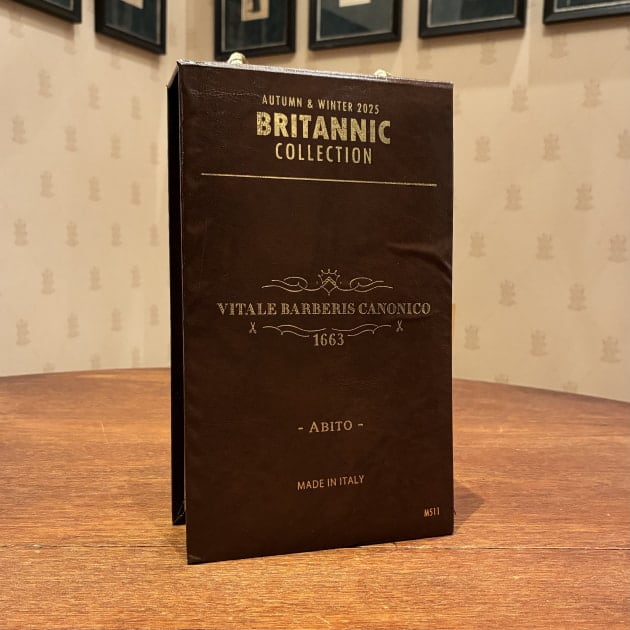 AUTUMN & WINTER 2025
BRITANNIC
COLLECTION
VITALE BARBERIS CANONICO
1663
- ABITO -
MADE IN ITALY
M511